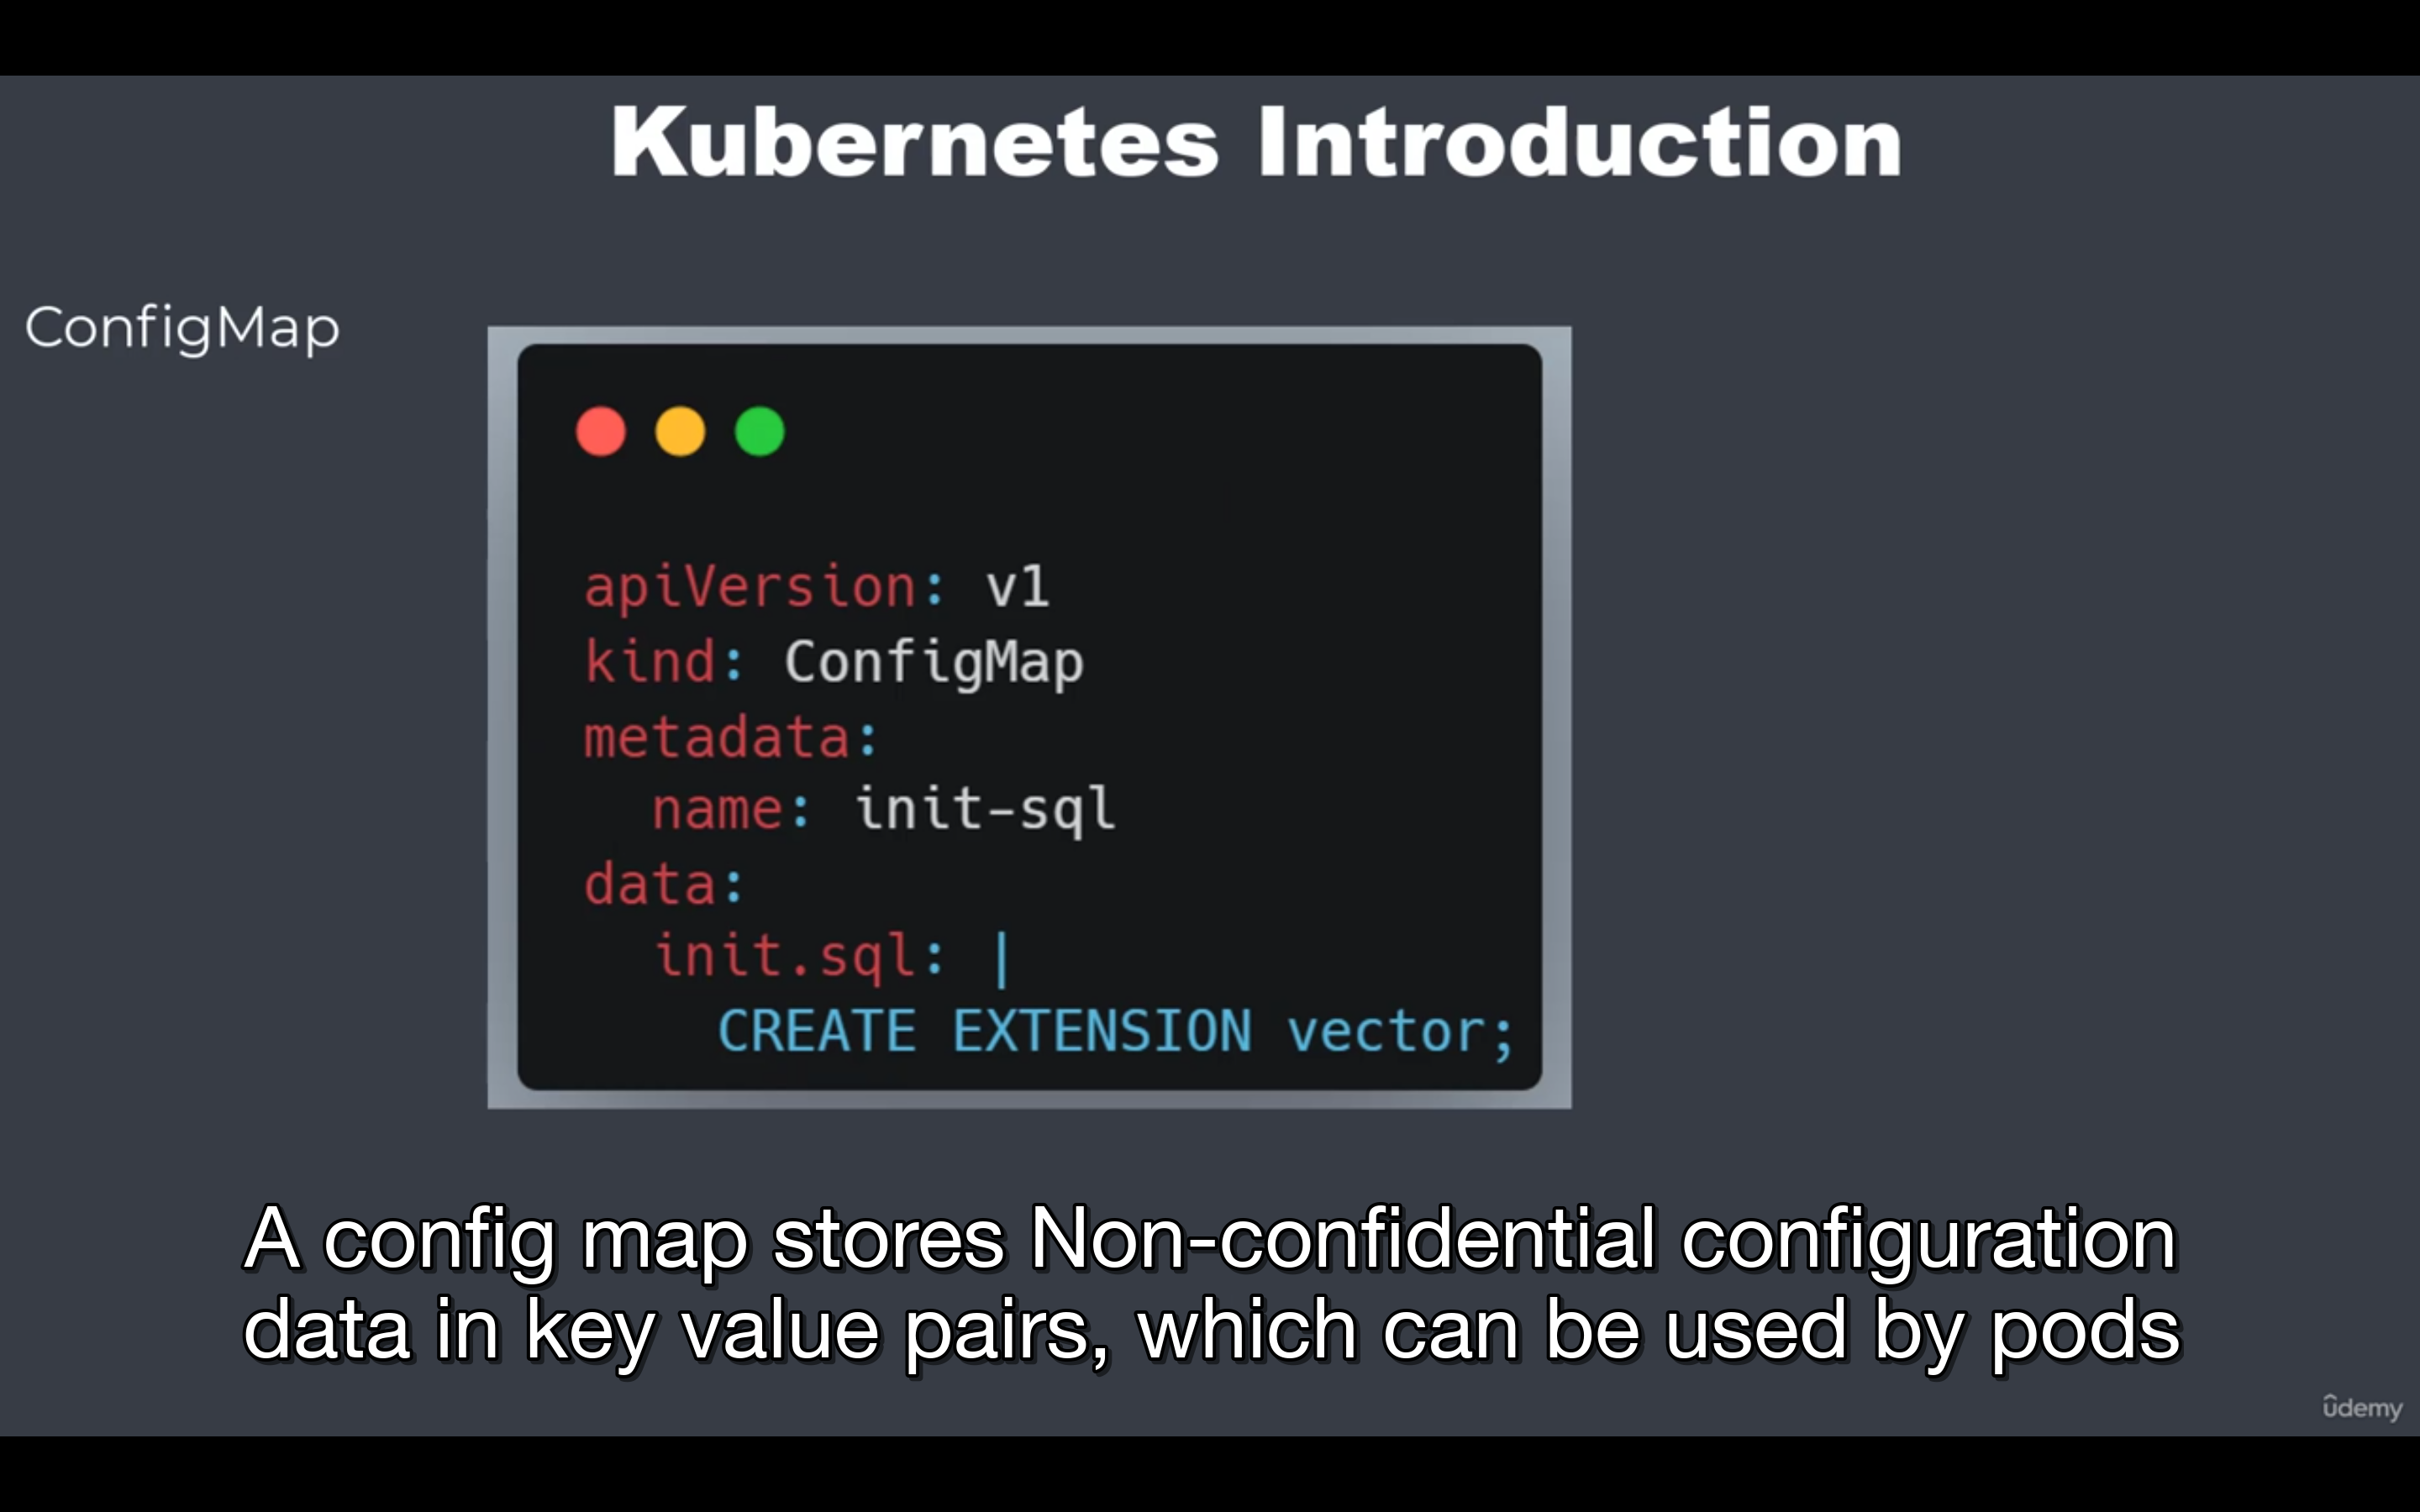 Kubernetes Introduction
ConfigMap
apiVersion: v1
kind: ConfigMap
metadata:
  name: init-sql
data:
  init.sql: |
    CREATE EXTENSION vector;
A config map stores Non-confidential configuration
data in key value pairs, which can be used by pods
ûdemy